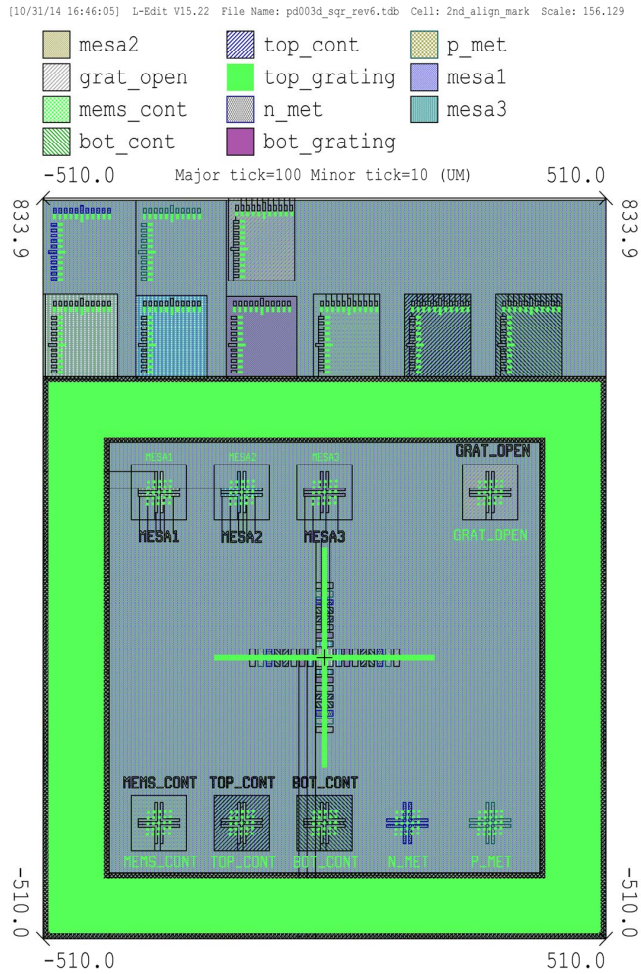 [10/31/14 16:46:05] L-Edit V15.22 File Name: pd003d_sqr_rev6.tdb Cell: 2nd_align_mark Scale: 156.129
mesa2 top_cont p_met
grat_open top_grating mesa1
mems_cont n_met mesa3
bot_cont bot_grating
-510.0 Major tick=100 Minor tick=10 (UM) 510.0
833.9 833.9
GRAT_OPEN
MESA1 MESA2 MESA3
MESA1 MESA2 MESA3 GRAT_OPEN
MEMS_CONT TOP_CONT BOT_CONT
MEMS_CONT TOP_CONT BOT_CONT N_MET P_MET
-510.0 -510.0
-510.0 510.0